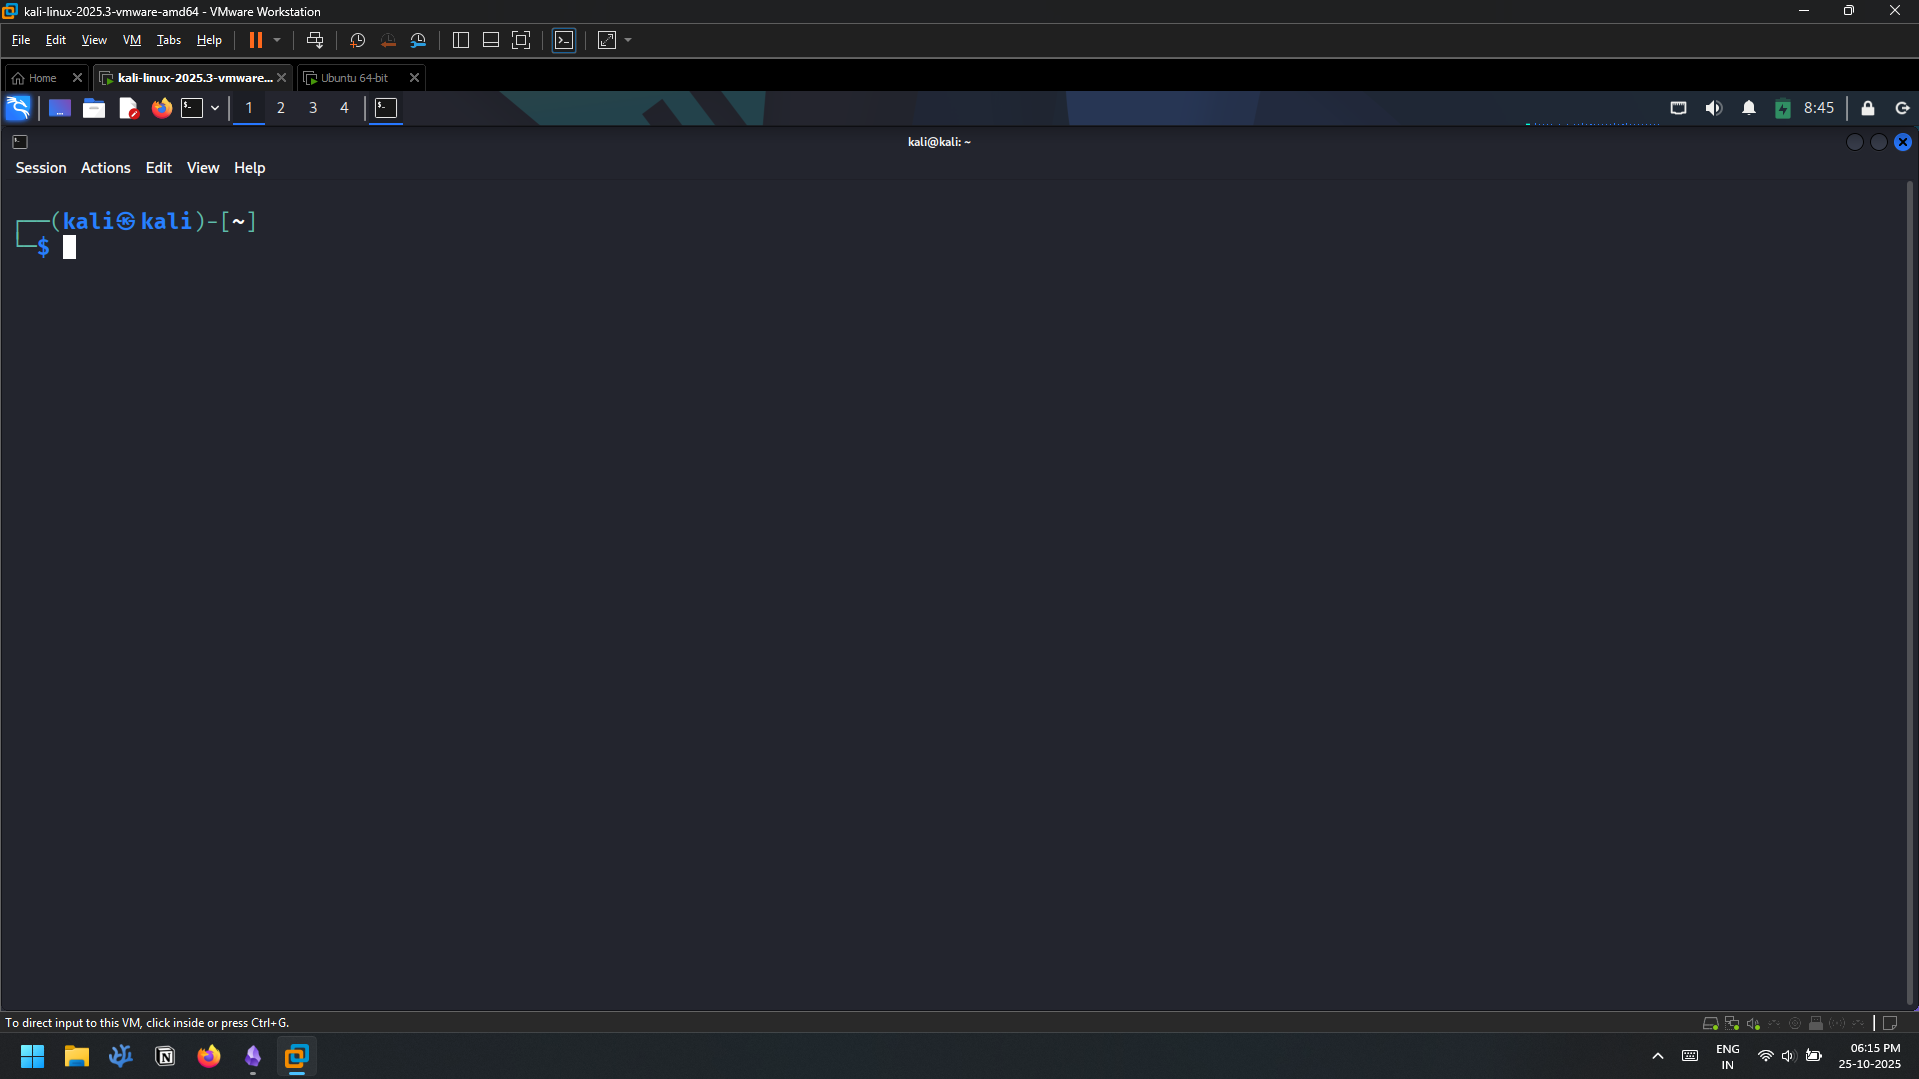 kali-linux-2025.3-vmware-amd64 - VMware Workstation
File Edit View VM Tabs Help
Home kali-linux-2025.3-vmware... Ubuntu 64-bit
1 2 3 4 8:45
kali@kali: ~
Session Actions Edit View Help
┌──(kali㉿kali)-[~]
└─$
To direct input to this VM, click inside or press Ctrl+G.
ENG 06:15 PM
IN 25-10-2025